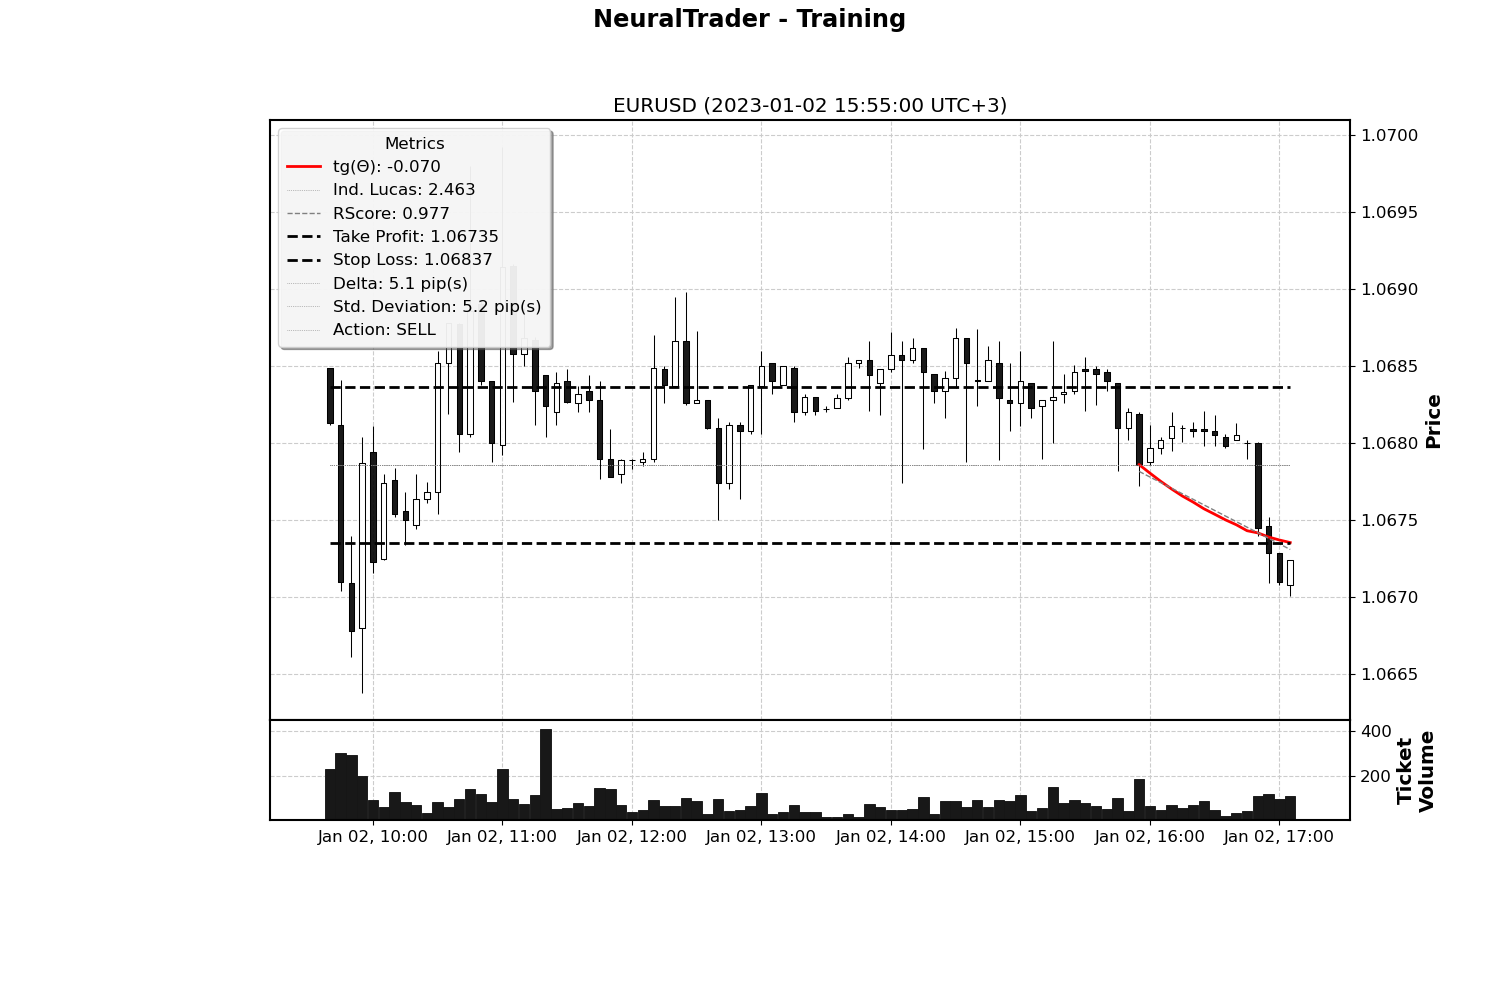 NeuralTrader - Training
EURUSD (2023-01-02 15:55:00 UTC+3)
Metrics
tg(Θ): -0.070
Ind. Lucas: 2.463
RScore: 0.977
Take Profit: 1.06735
Stop Loss: 1.06837
Delta: 5.1 pip(s)
Std. Deviation: 5.2 pip(s)
Action: SELL
1.0700
1.0695
1.0690
1.0685
1.0680
1.0675
1.0670
1.0665
Price
400
200
Ticket
Volume
Jan 02, 10:00
Jan 02, 11:00
Jan 02, 12:00
Jan 02, 13:00
Jan 02, 14:00
Jan 02, 15:00
Jan 02, 16:00
Jan 02, 17:00